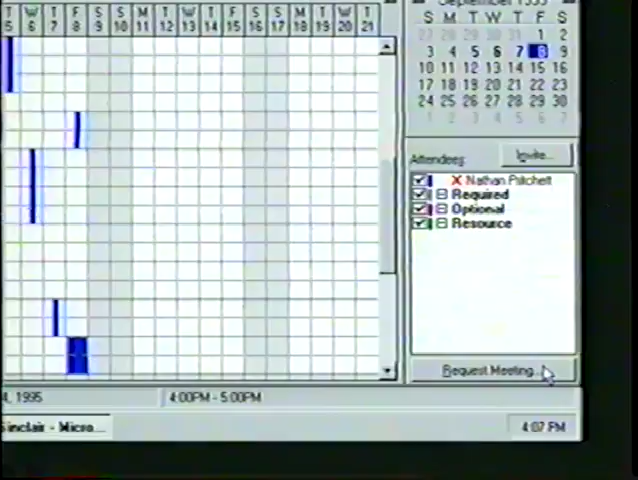 September 1995
S M T W T F S
27 28 29 30 31 1 2
3 4 5 6 7 8 9
10 11 12 13 14 15 16
17 18 19 20 21 22 23
24 25 26 27 28 29 30
1 2 3 4 5 6 7
T W T F S S M T W T F S S M T W T
5 6 7 8 9 10 11 12 13 14 15 16 17 18 19 20 21
Attendees:
Invite...
Nathan Pritchett
Required
Optional
Resource
Request Meeting...
4, 1995
4:00PM - 5:00PM
Sinclair - Micro...
4:07 PM